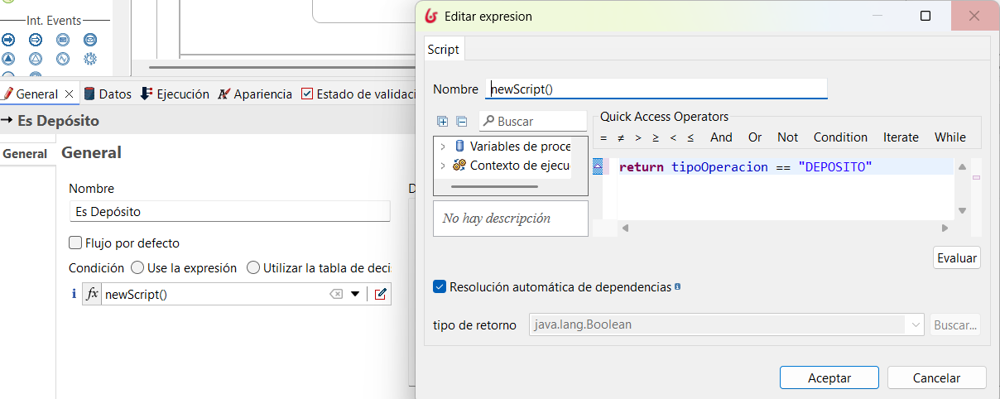 Int. Events
General
Datos
Ejecución
Apariencia
Estado de validaci
Es Depósito
General
General
Nombre
Es Depósito
Flujo por defecto
Condición
Use la expresión
Utilizar la tabla de deci
fx
newScript()
Editar expresion
Script
Nombre
newScript()
Buscar
Variables de proce
Contexto de ejecu
No hay descripción
Quick Access Operators
= ≠ > ≥ < ≤ And Or Not Condition Iterate While
return tipoOperacion == "DEPOSITO"
Evaluar
Resolución automática de dependencias
tipo de retorno
java.lang.Boolean
Buscar...
Aceptar
Cancelar